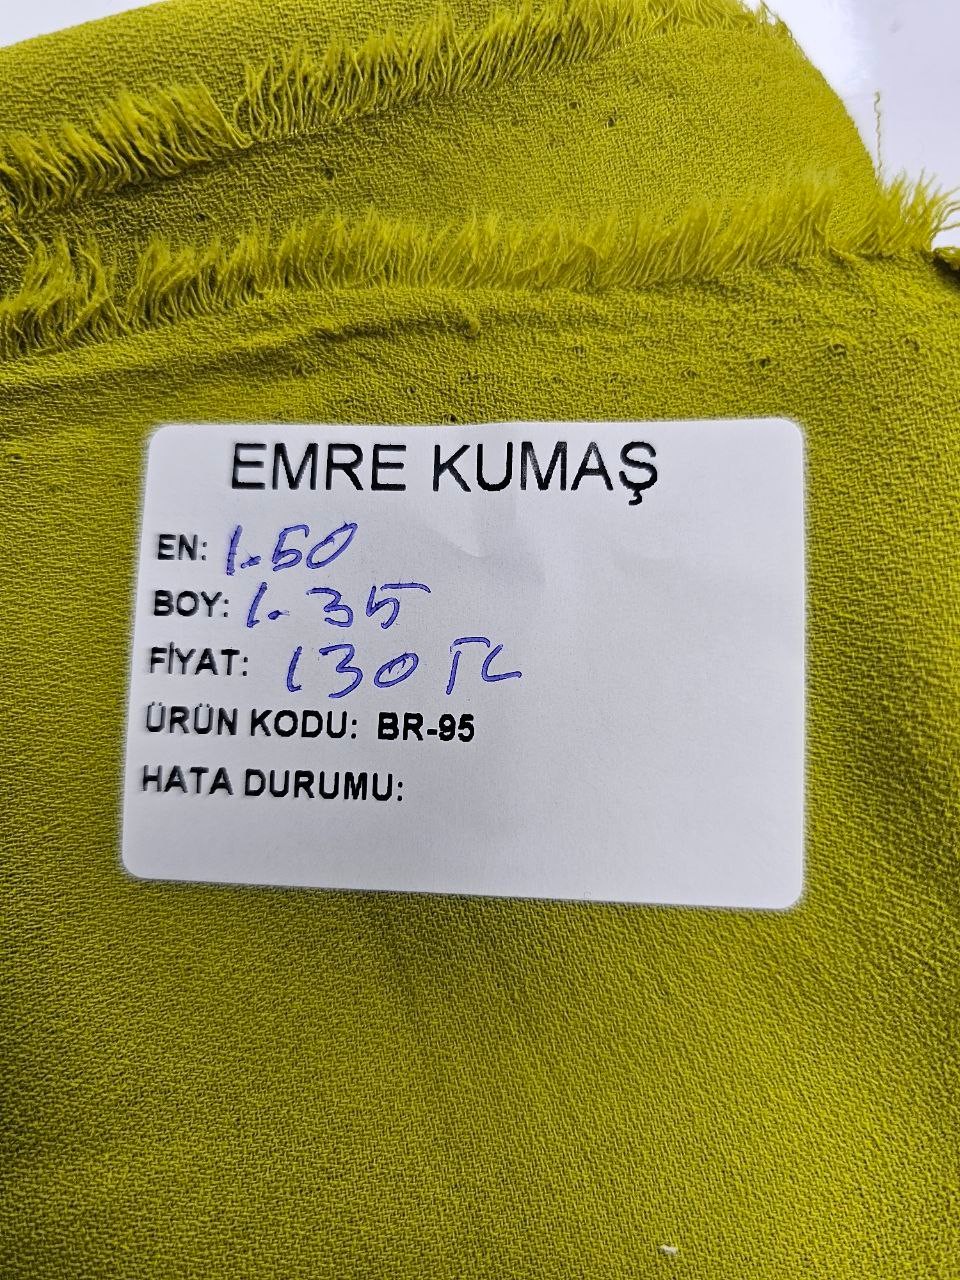 EMRE KUMAŞ
EN: 1.50
BOY: 1.35
FİYAT: 130 TL
ÜRÜN KODU: BR-95
HATA DURUMU: